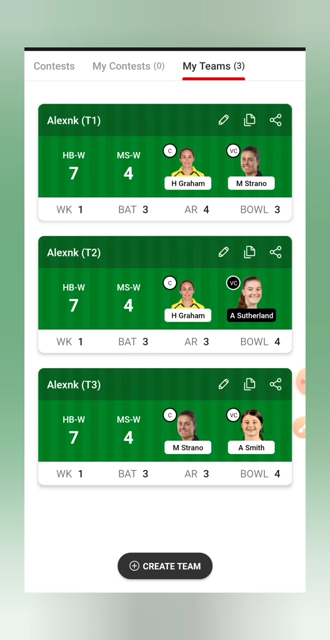 Contests My Contests (0) My Teams (3)
Alexnk (T1)
HB-W MS-W C VC
7 4
H Graham M Strano
WK 1 BAT 3 AR 4 BOWL 3
Alexnk (T2)
HB-W MS-W C VC
7 4
H Graham A Sutherland
WK 1 BAT 3 AR 3 BOWL 4
Alexnk (T3)
HB-W MS-W C VC
7 4
M Strano A Smith
WK 1 BAT 3 AR 3 BOWL 4
CREATE TEAM